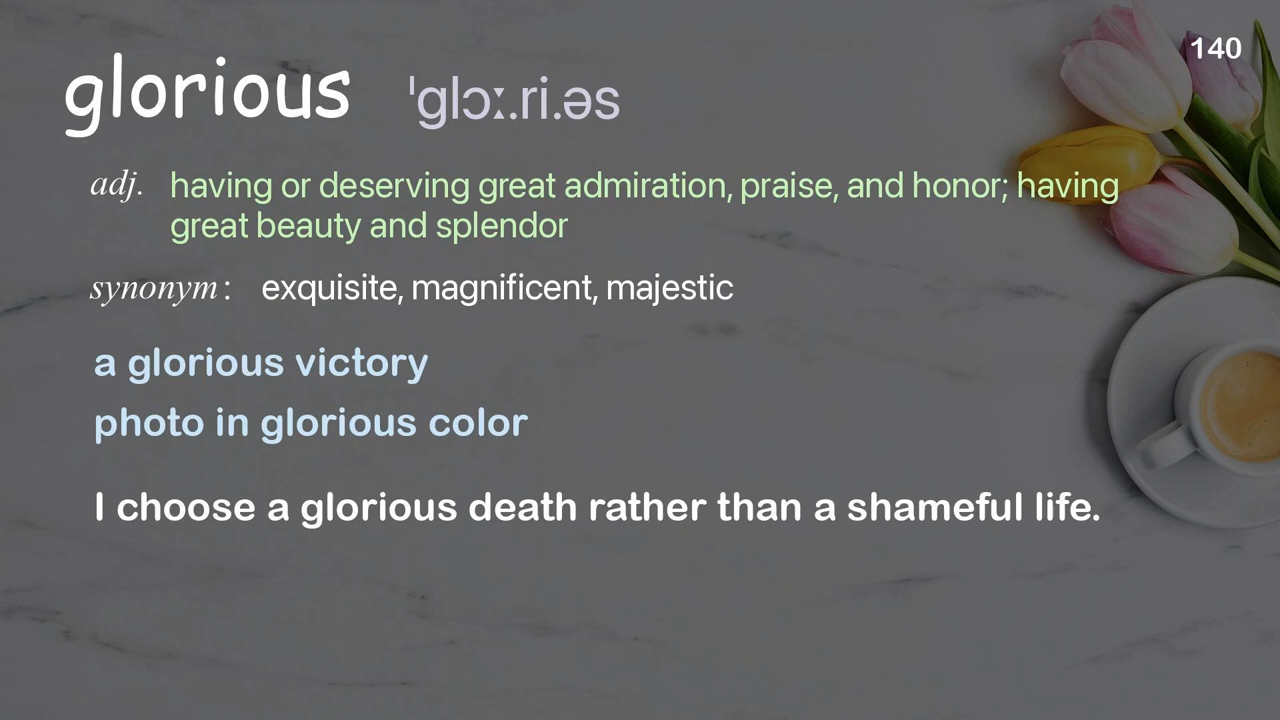 140
glorious ˈɡlɔː.ri.əs
adj. having or deserving great admiration, praise, and honor; having
great beauty and splendor
synonym: exquisite, magnificent, majestic
a glorious victory
photo in glorious color
I choose a glorious death rather than a shameful life.